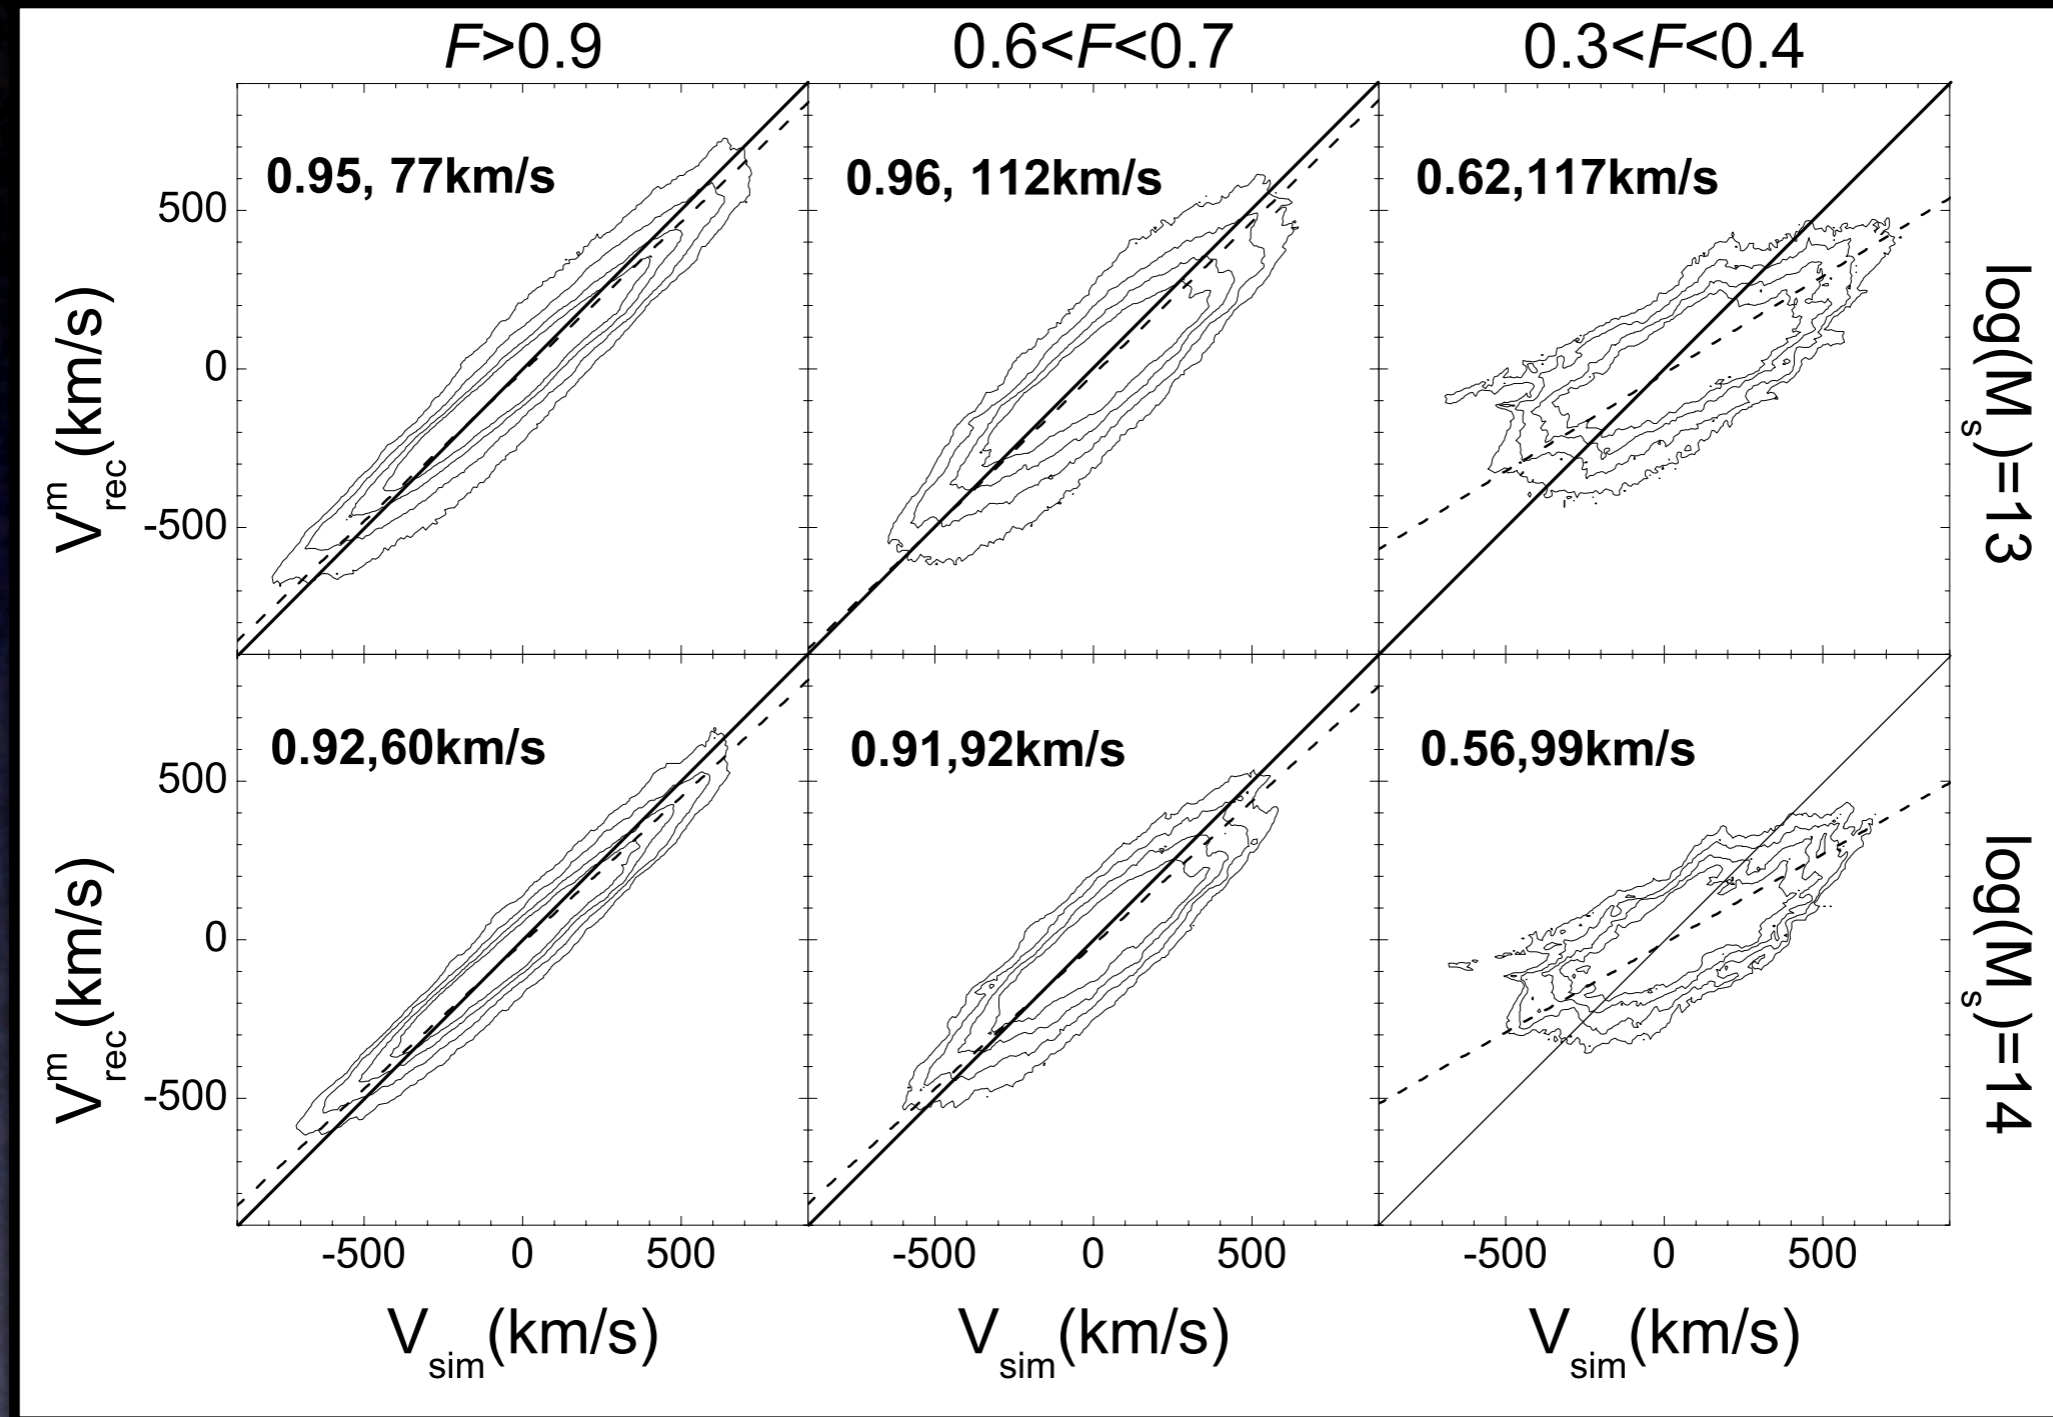 F>0.9 0.6<F<0.7 0.3<F<0.4
0.95, 77km/s 0.96, 112km/s 0.62,117km/s
500
0
-500
V^m_rec(km/s)
log(M_s)=13
0.92,60km/s 0.91,92km/s 0.56,99km/s
500
0
-500
V^m_rec(km/s)
log(M_s)=14
-500 0 500 -500 0 500 -500 0 500
V_sim(km/s) V_sim(km/s) V_sim(km/s)